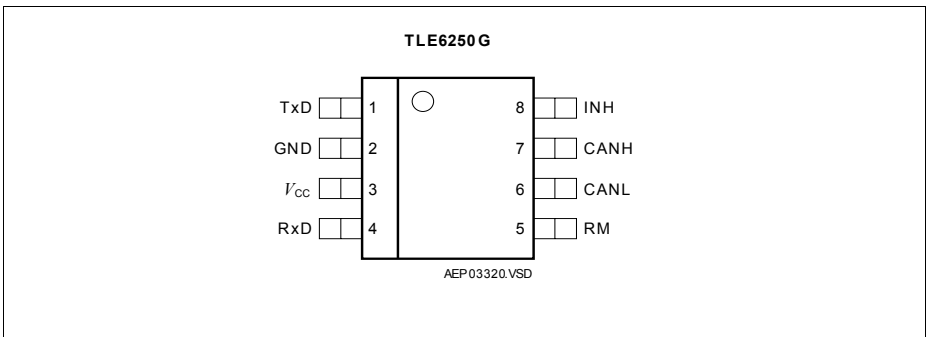 TLE6250G
TxD 1 8 INH
GND 2 7 CANH
VCC 3 6 CANL
RxD 4 5 RM
AEP03320.VSD